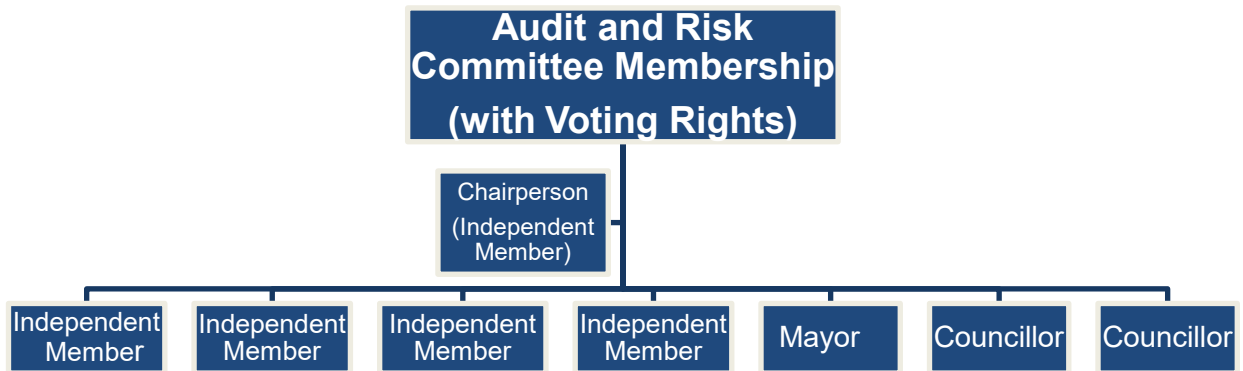 Audit and Risk
Committee Membership
(with Voting Rights)
Chairperson
(Independent
Member)
Independent
Member
Independent
Member
Independent
Member
Independent
Member
Mayor
Councillor
Councillor